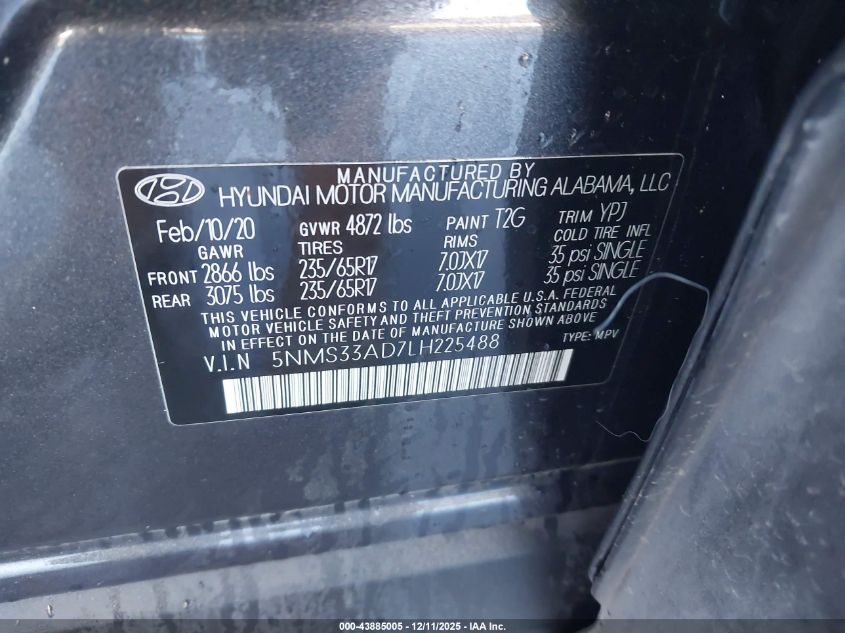 MANUFACTURED BY
HYUNDAI MOTOR MANUFACTURING ALABAMA, LLC
Feb/10/20 GVWR 4872 lbs PAINT T2G TRIM YPJ
GAWR TIRES RIMS COLD TIRE INFL
FRONT 2866 lbs 235/65R17 7.0JX17 35 psi SINGLE
REAR 3075 lbs 235/65R17 7.0JX17 35 psi SINGLE
THIS VEHICLE CONFORMS TO ALL APPLICABLE U.S.A. FEDERAL
MOTOR VEHICLE SAFETY AND THEFT PREVENTION STANDARDS
IN EFFECT ON THE DATE OF MANUFACTURE SHOWN ABOVE
V.I.N 5NMS33AD7LH225488 TYPE: MPV
000-43885005 - 12/11/2025 - IAA Inc.